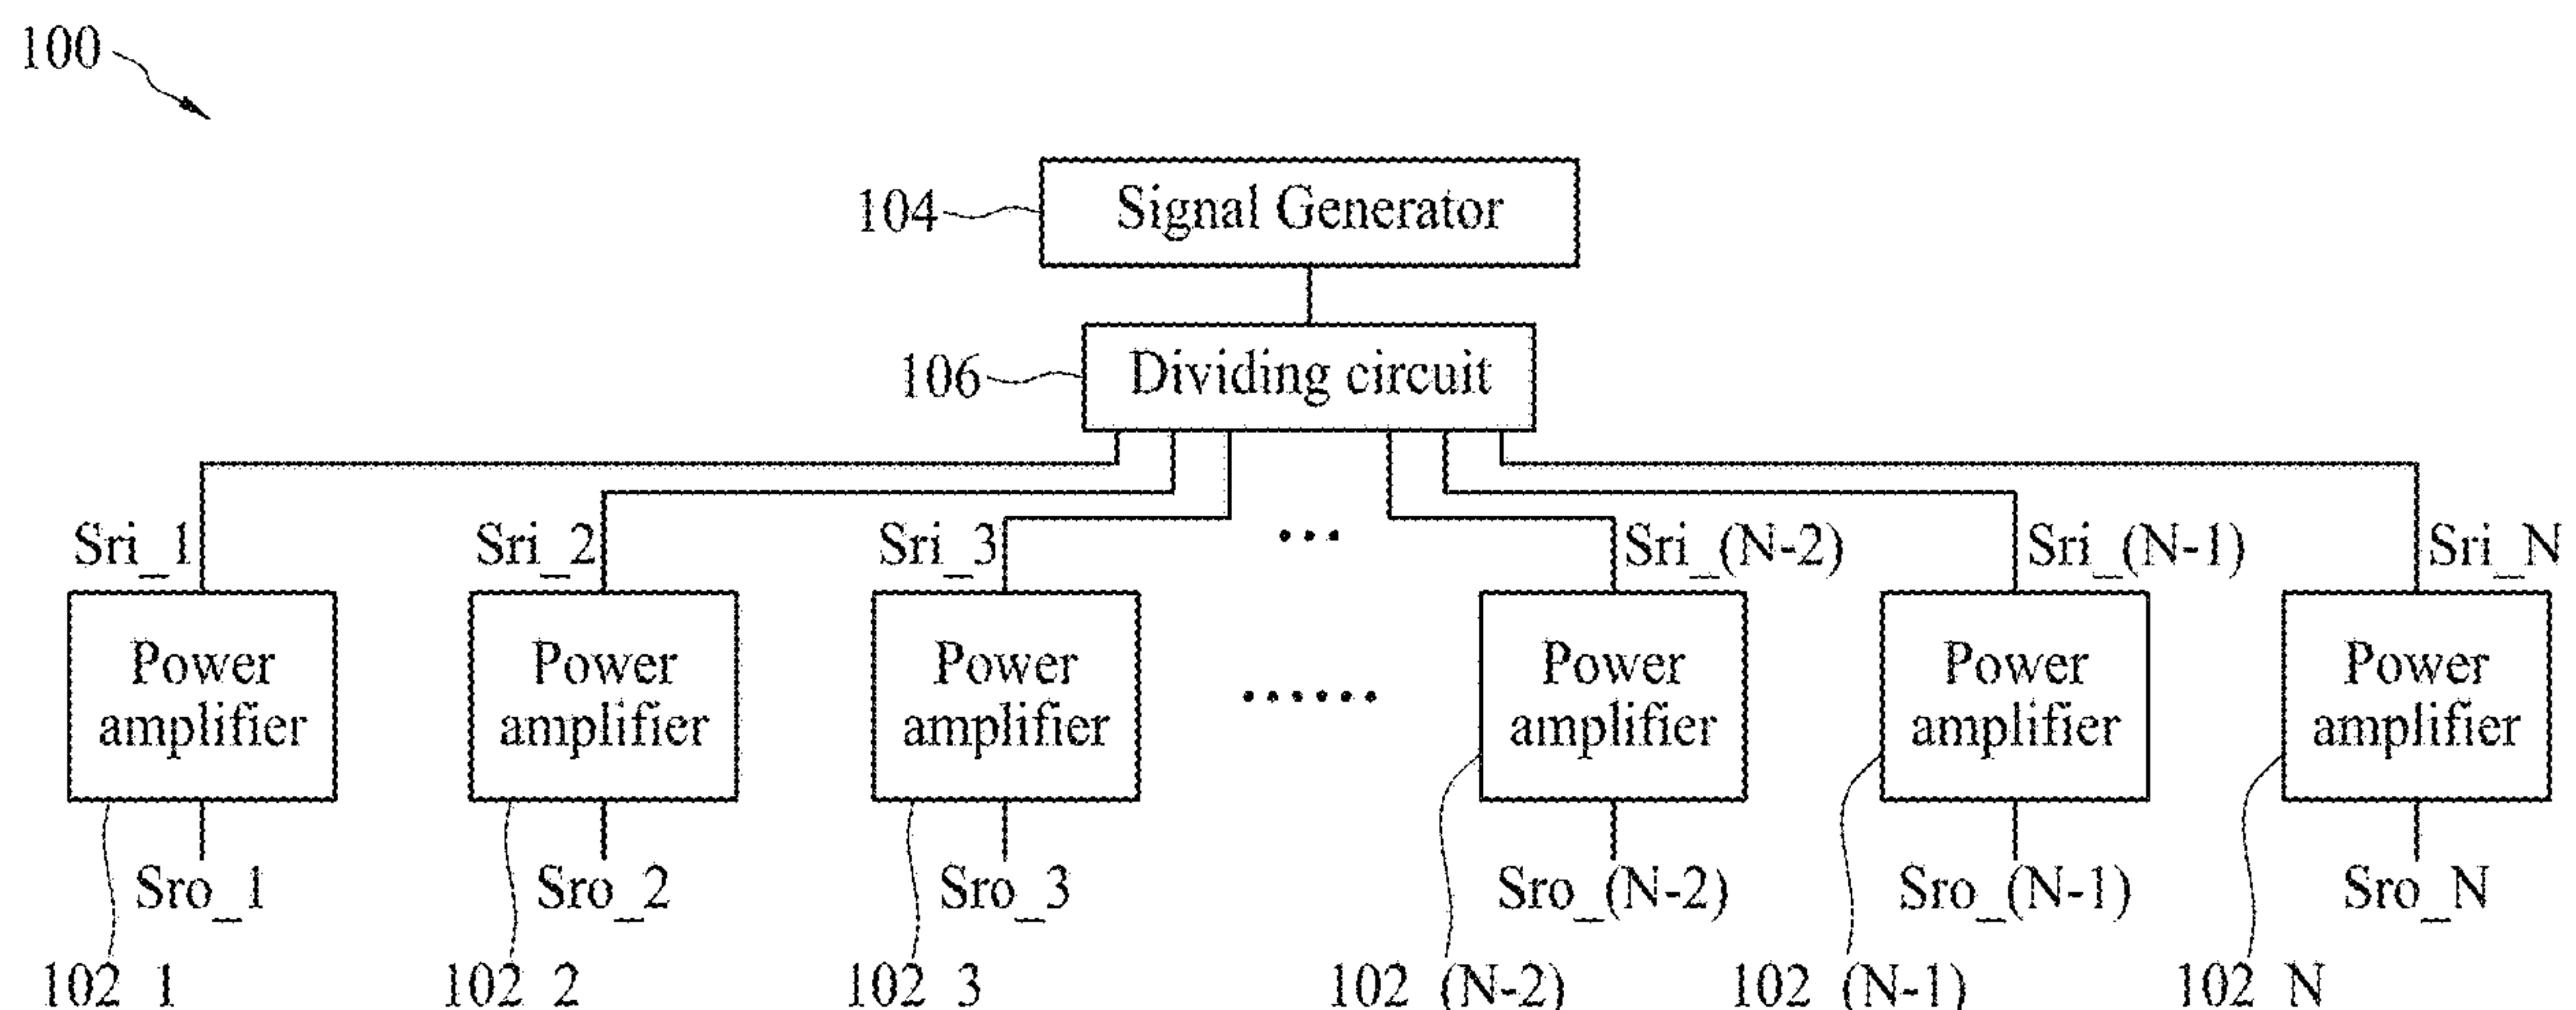 100
104
Signal Generator
106
Dividing circuit
Sri_1
Sri_2
Sri_3
...
Sri_(N-2)
Sri_(N-1)
Sri_N
Power
amplifier
Power
amplifier
Power
amplifier
......
Power
amplifier
Power
amplifier
Power
amplifier
Sro_1
Sro_2
Sro_3
Sro_(N-2)
Sro_(N-1)
Sro_N
102_1
102_2
102_3
102_(N-2)
102_(N-1)
102_N